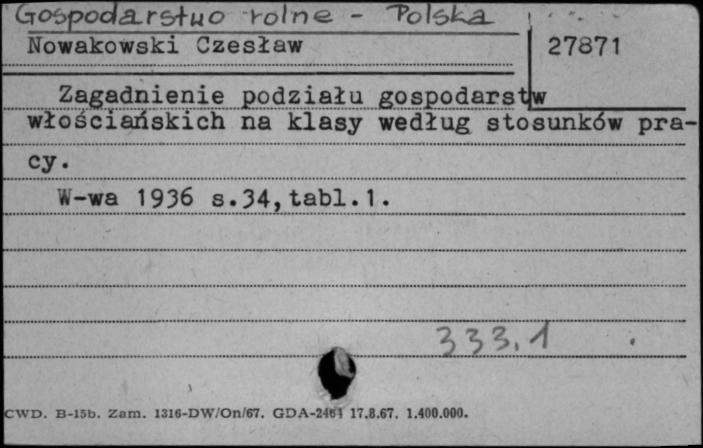 Gospodarstwo rolne - Polska
Nowakowski Czesław 27871
Zagadnienie podziału gospodarstw
włościańskich na klasy według stosunków pra-
cy.
W-wa 1936 s.34,tabl.1.
333.1
CWD. B-15b. Zam. 1316-DW/On/67. GDA-2464 17.8.67. 1.400.000.